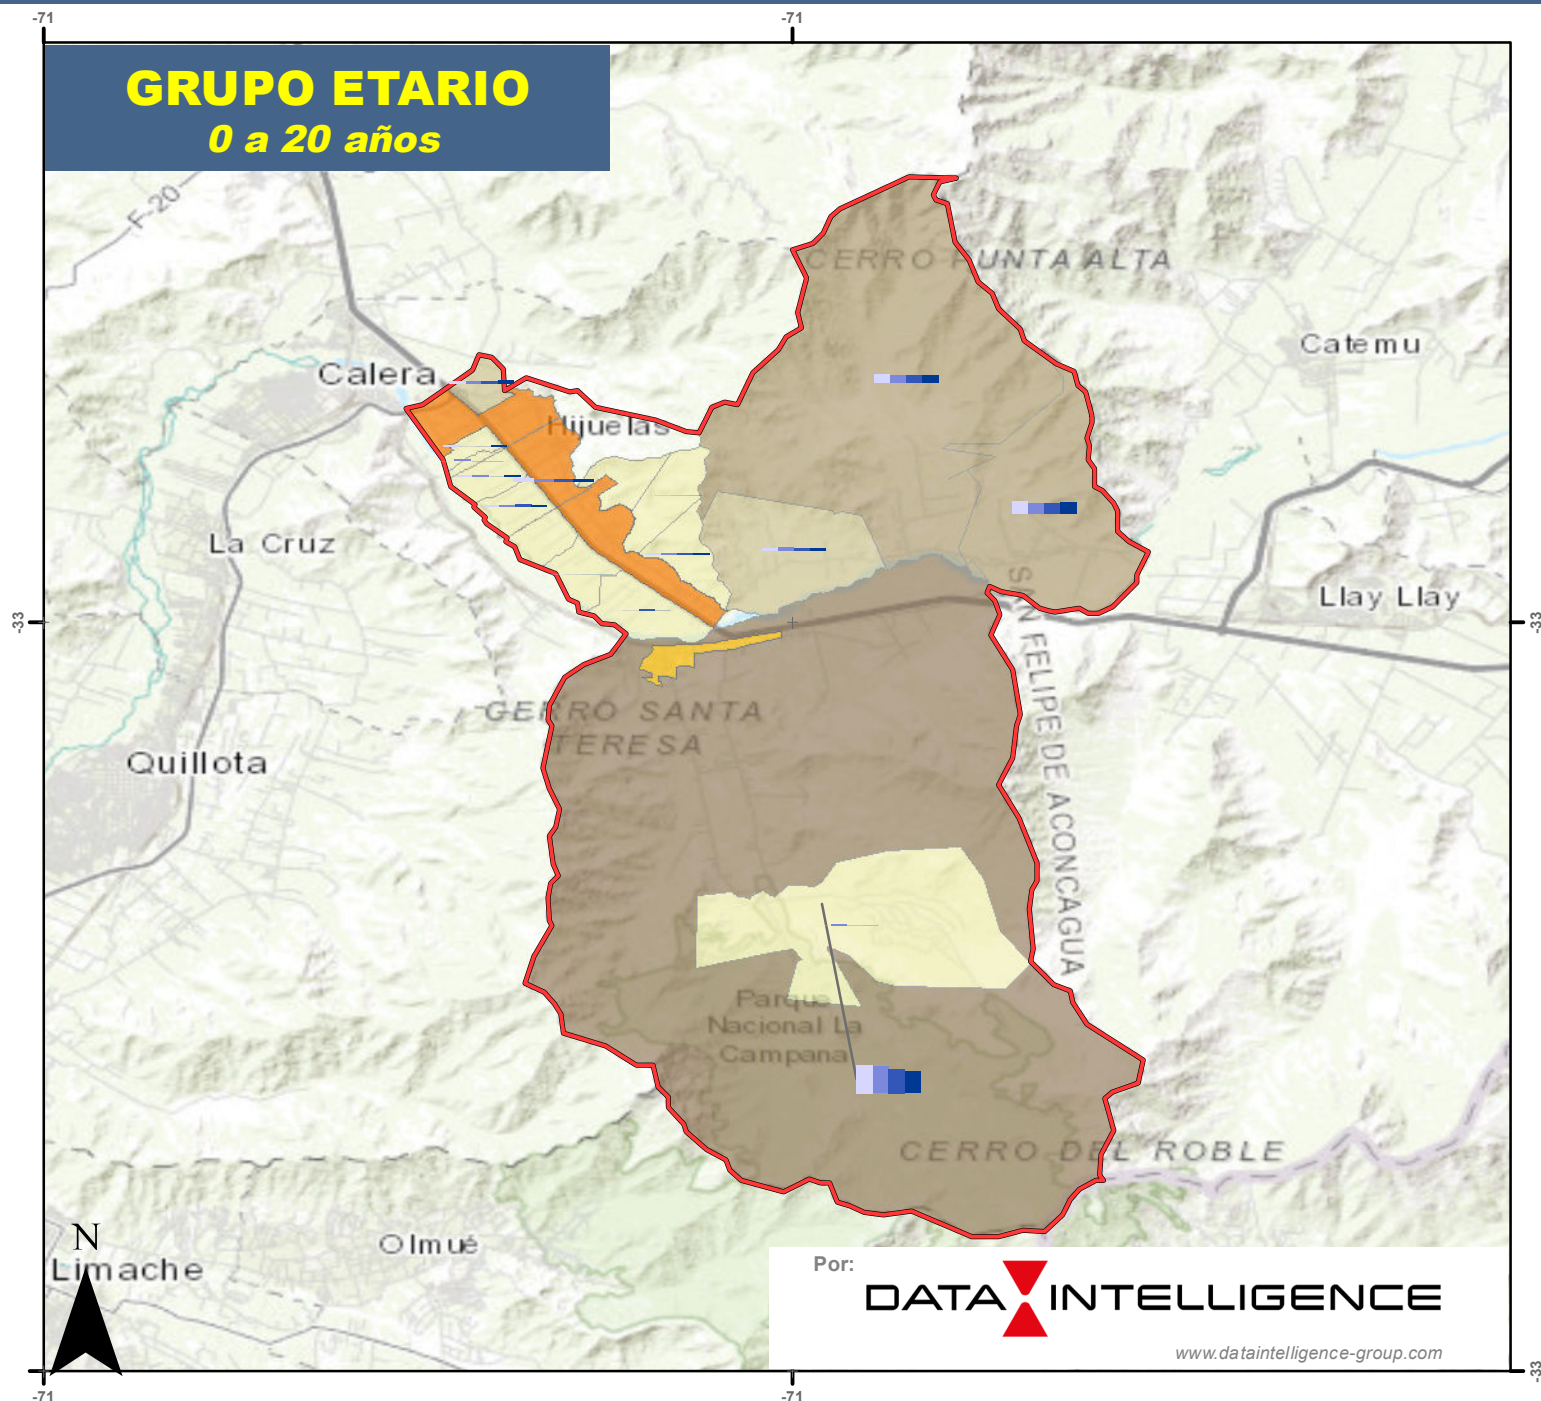 -71
-71
GRUPO ETARIO
0 a 20 años
F-20
CERRO PUNTA ALTA
Catemu
Calera
Hijuelas
La Cruz
Llay Llay
-33
-33
SAN FELIPE DE ACONCAGUA
CERRO SANTA
TERESA
Quillota
Parque
Nacional La
Campana
CERRO DEL ROBLE
N
Olmué
Limache
Por:
DATA INTELLIGENCE
www.dataintelligence-group.com
-33
-71
-71